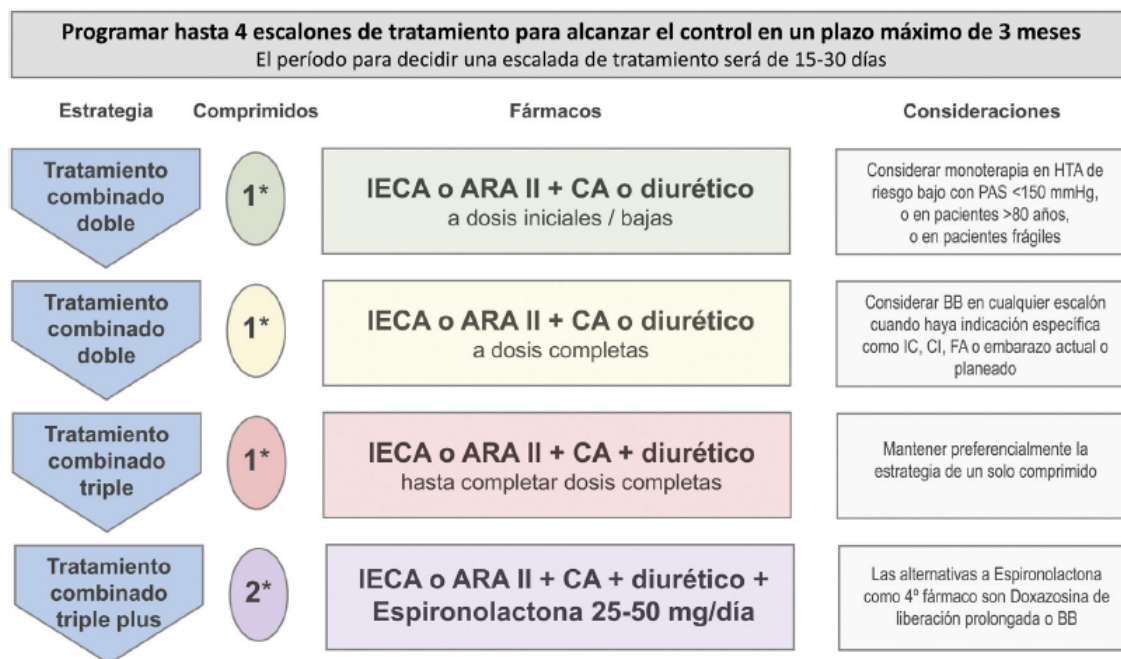 Programar hasta 4 escalones de tratamiento para alcanzar el control en un plazo máximo de 3 meses
El período para decidir una escalada de tratamiento será de 15-30 días
Estrategia
Comprimidos
Fármacos
Consideraciones
Tratamiento
combinado
doble
1*
IECA o ARA II + CA o diurético
a dosis iniciales / bajas
Considerar monoterapia en HTA de
riesgo bajo con PAS <150 mmHg,
o en pacientes >80 años,
o en pacientes frágiles
Tratamiento
combinado
doble
1*
IECA o ARA II + CA o diurético
a dosis completas
Considerar BB en cualquier escalón
cuando haya indicación específica
como IC, CI, FA o embarazo actual o
planeado
Tratamiento
combinado
triple
1*
IECA o ARA II + CA + diurético
hasta completar dosis completas
Mantener preferencialmente la
estrategia de un solo comprimido
Tratamiento
combinado
triple plus
2*
IECA o ARA II + CA + diurético +
Espironolactona 25-50 mg/día
Las alternativas a Espironolactona
como 4º fármaco son Doxazosina de
liberación prolongada o BB